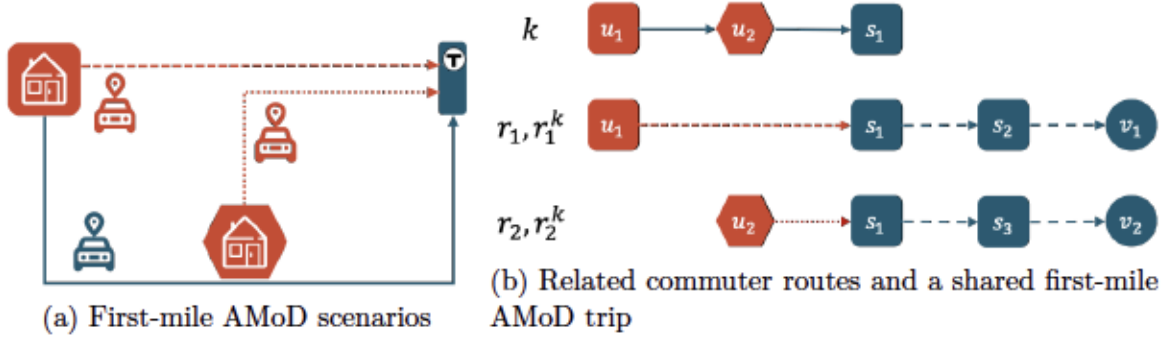 T
(a) First-mile AMoD scenarios
k u₁ u₂ s₁
r₁, r₁ᵏ u₁ s₁ s₂ v₁
r₂, r₂ᵏ u₂ s₁ s₃ v₂
(b) Related commuter routes and a shared first-mile
AMoD trip